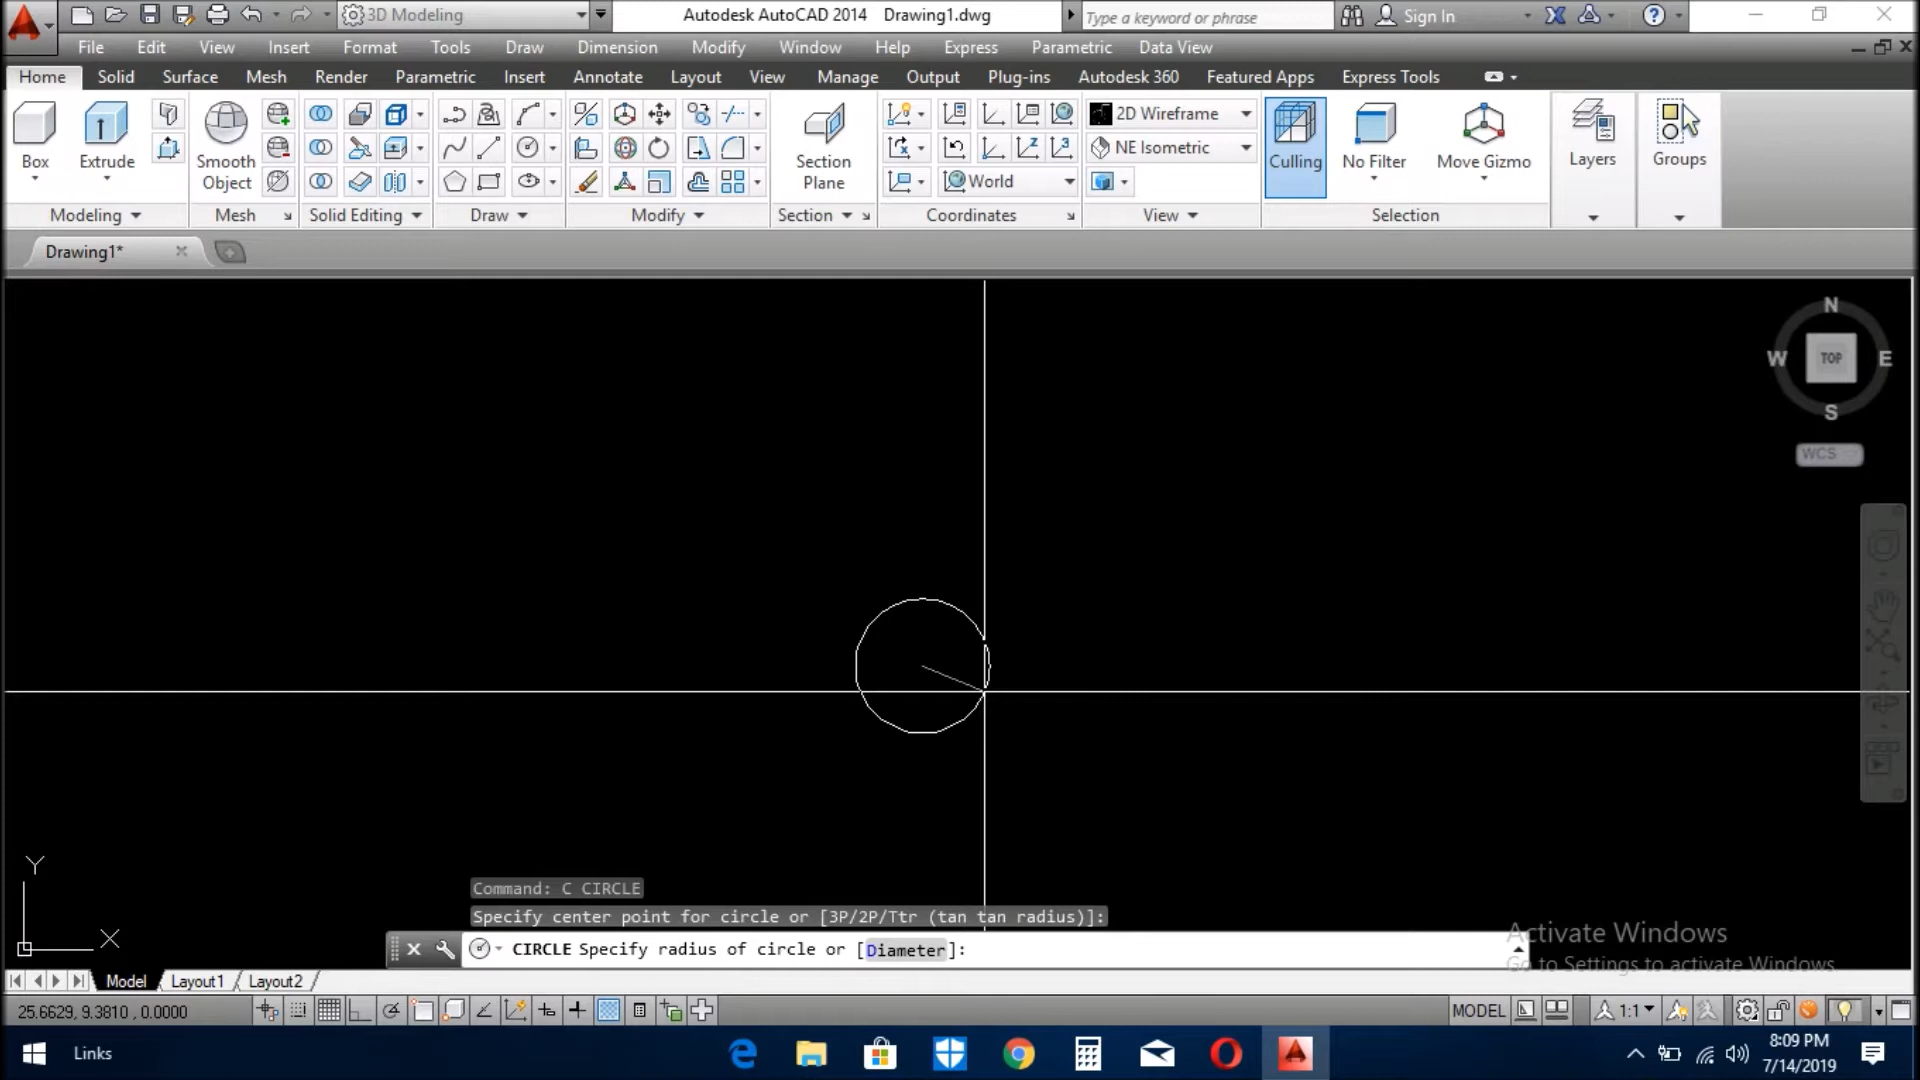 3D Modeling
Autodesk AutoCAD 2014 Drawing1.dwg
Type a keyword or phrase
Sign In
File Edit View Insert Format Tools Draw Dimension Modify Window Help Express Parametric Data View
Home Solid Surface Mesh Render Parametric Insert Annotate Layout View Manage Output Plug-ins Autodesk 360 Featured Apps Express Tools
2D Wireframe
NE Isometric
World
Box
Extrude
Smooth
Object
Section
Plane
Culling
No Filter
Move Gizmo
Layers
Groups
Modeling
Mesh
Solid Editing
Draw
Modify
Section
Coordinates
View
Selection
Drawing1*
N
W TOP E
S
WCS
Y
X
Command: C CIRCLE
Specify center point for circle or [3P/2P/Ttr (tan tan radius)]:
CIRCLE Specify radius of circle or [Diameter]:
Activate Windows
Go to Settings to activate Windows.
Model Layout1 Layout2
25.6629, 9.3810 , 0.0000
MODEL
1:1
Links
8:09 PM
7/14/2019